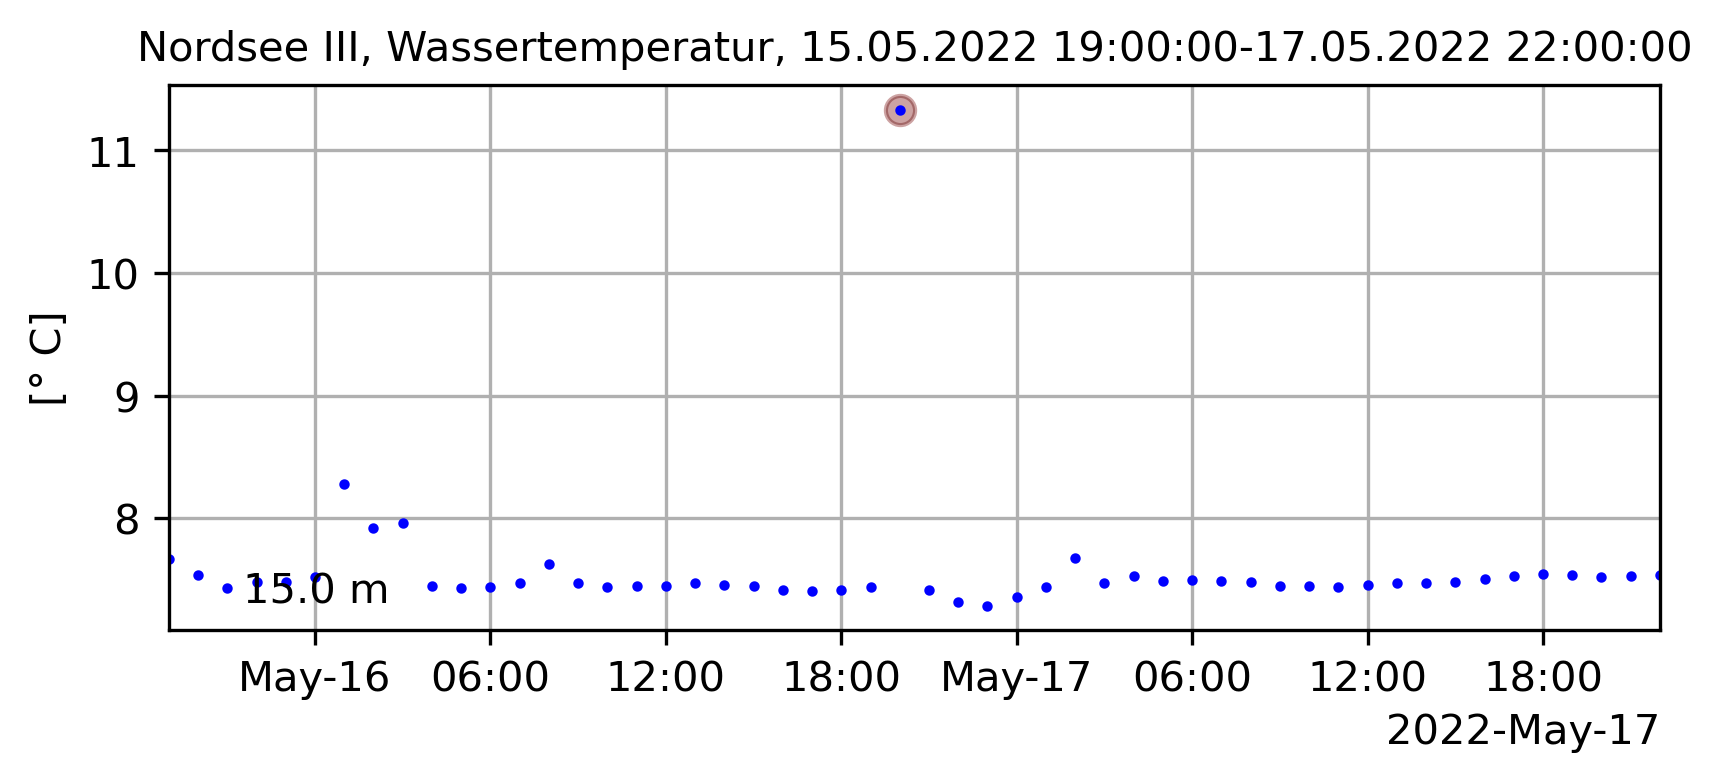 Nordsee III, Wassertemperatur, 15.05.2022 19:00:00-17.05.2022 22:00:00
[° C]
11
10
9
8
15.0 m
May-16 06:00 12:00 18:00 May-17 06:00 12:00 18:00
2022-May-17